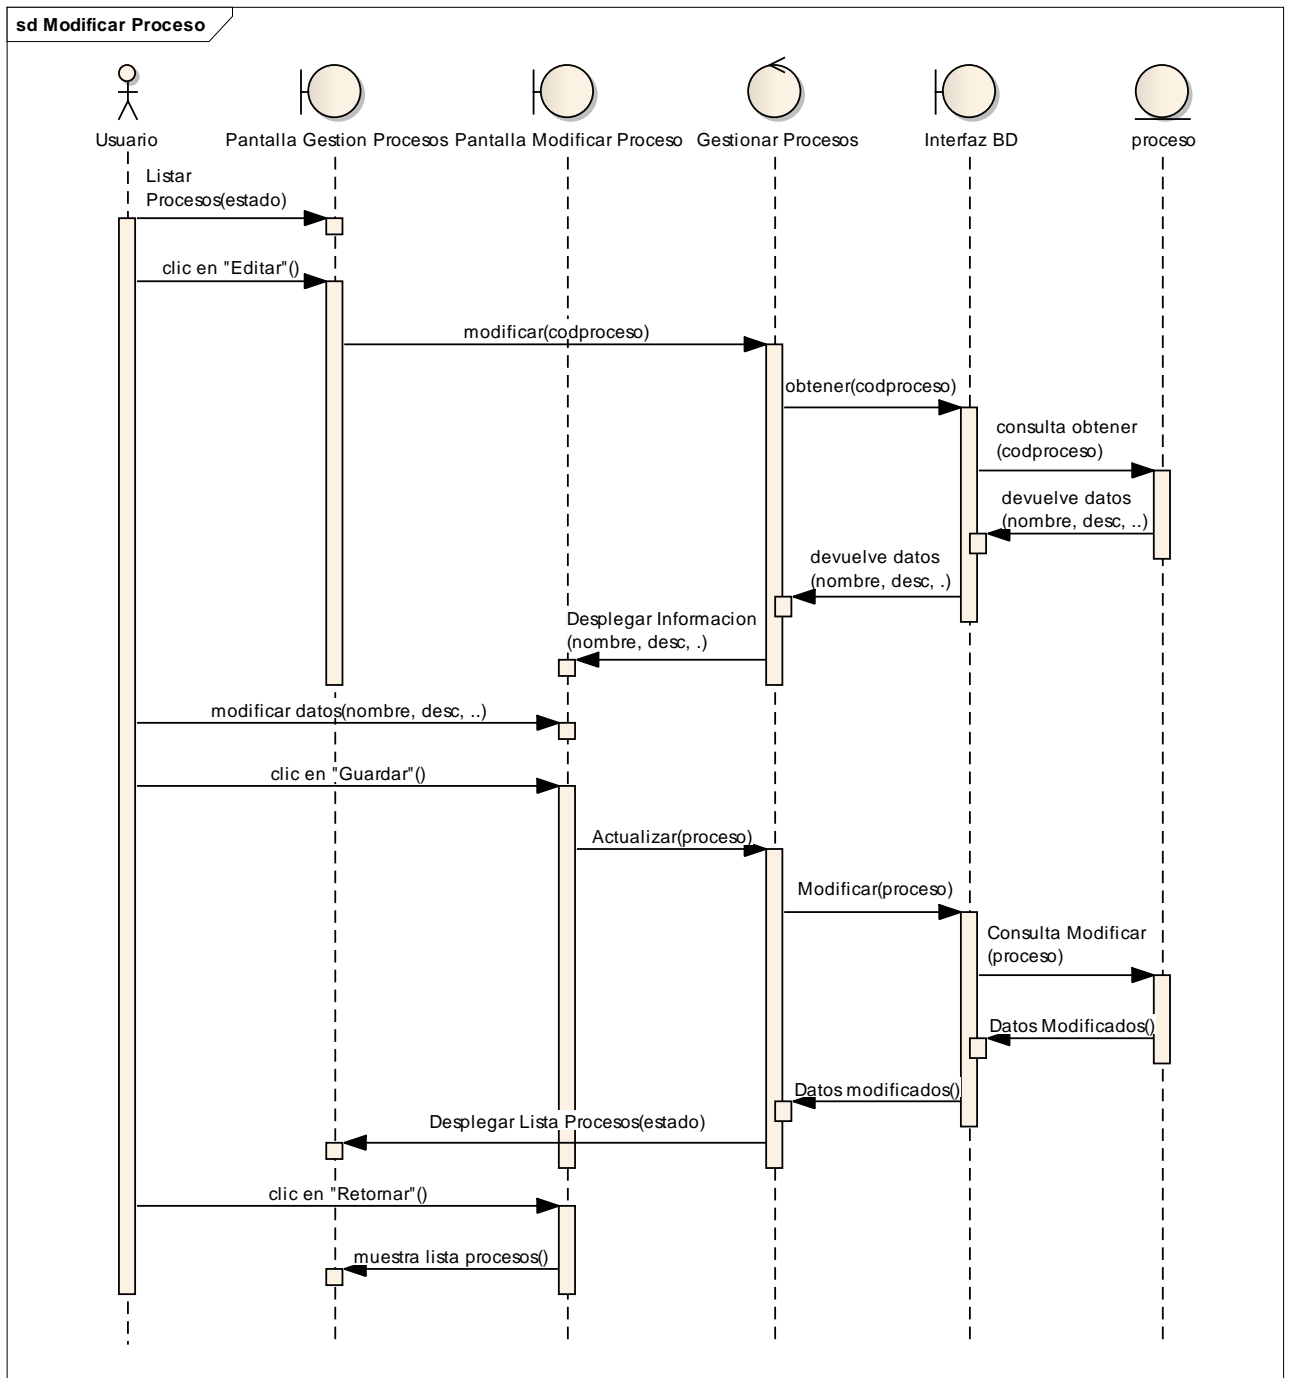 sd Modificar Proceso
Usuario
Pantalla Gestion Procesos
Pantalla Modificar Proceso
Gestionar Procesos
Interfaz BD
proceso
Listar
Procesos(estado)
clic en "Editar"()
modificar(codproceso)
obtener(codproceso)
consulta obtener
(codproceso)
devuelve datos
(nombre, desc, ..)
devuelve datos
(nombre, desc, .)
Desplegar Informacion
(nombre, desc, .)
modificar datos(nombre, desc, ..)
clic en "Guardar"()
Actualizar(proceso)
Modificar(proceso)
Consulta Modificar
(proceso)
Datos Modificados()
Datos modificados()
Desplegar Lista Procesos(estado)
clic en "Retornar"()
muestra lista procesos()